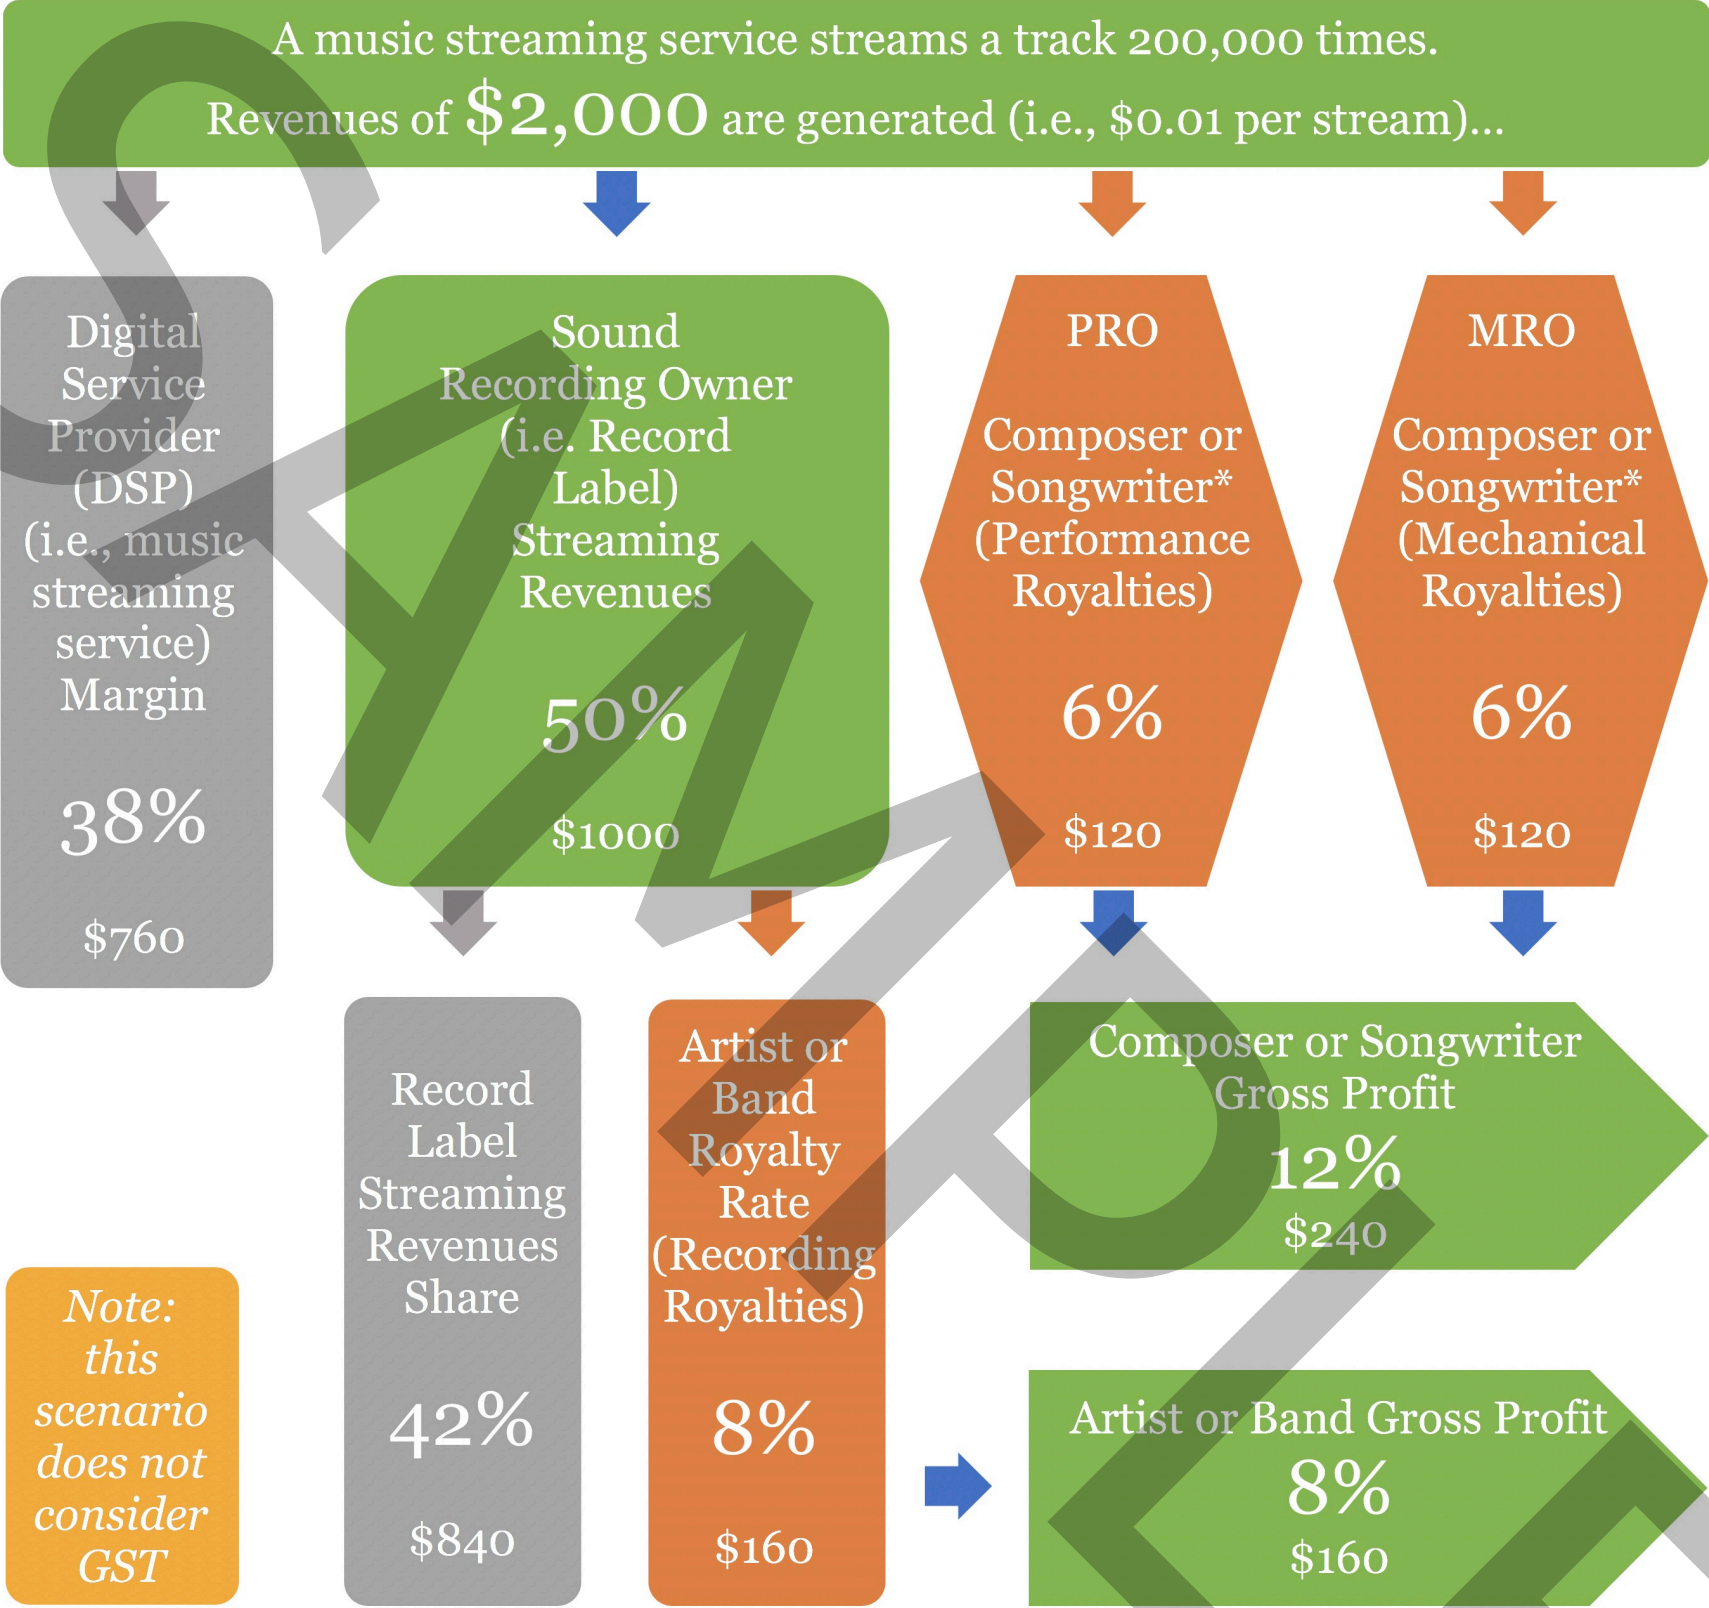 A music streaming service streams a track 200,000 times.
Revenues of $2,000 are generated (i.e., $0.01 per stream)...
Digital
Service
Provider
(DSP)
(i.e., music
streaming
service)
Margin
38%
$760
Sound
Recording Owner
(i.e. Record
Label)
Streaming
Revenues
50%
$1000
PRO
Composer or
Songwriter*
(Performance
Royalties)
6%
$120
MRO
Composer or
Songwriter*
(Mechanical
Royalties)
6%
$120
Record
Label
Streaming
Revenues
Share
42%
$840
Artist or
Band
Royalty
Rate
(Recording
Royalties)
8%
$160
Composer or Songwriter
Gross Profit
12%
$240
Artist or Band Gross Profit
8%
$160
Note:
this
scenario
does not
consider
GST
SAMPL